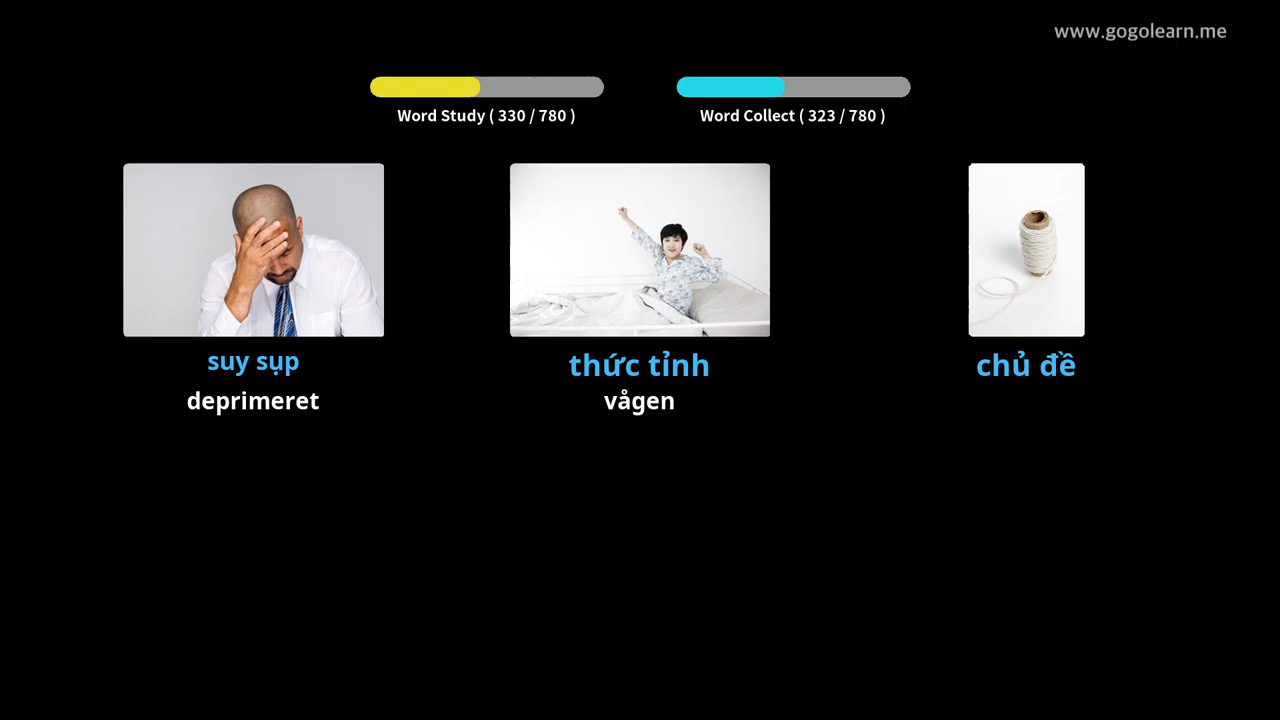 www.gogolearn.me
Word Study ( 330 / 780 )
Word Collect ( 323 / 780 )
suy sụp
deprimeret
thức tỉnh
vågen
chủ đề